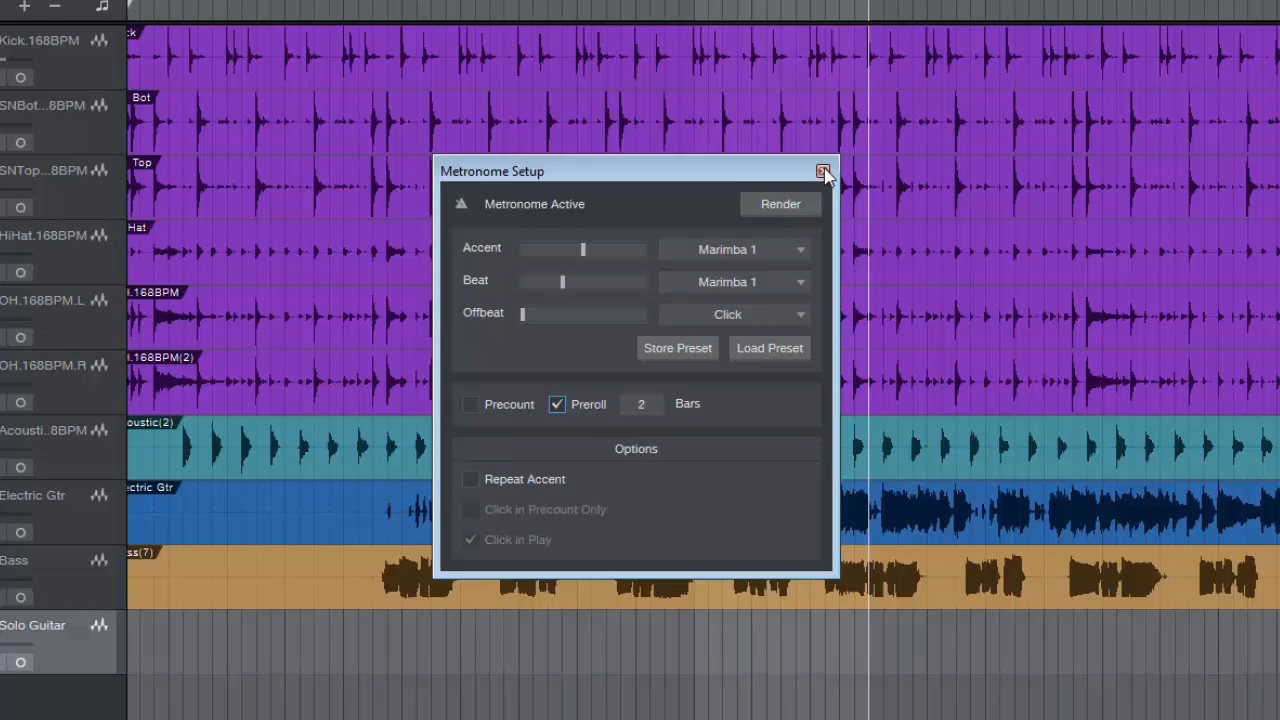 Kick.168BPM
ck
SNBot...8BPM
Bot
SNTop...8BPM
Top
HiHat.168BPM
Hat
OH.168BPM.L
H.168BPM
OH.168BPM.R
H.168BPM(2)
Acousti..8BPM
oustic(2)
Electric Gtr
ectric Gtr
Bass
ss(7)
Solo Guitar
Metronome Setup
Metronome Active
Render
Accent
Marimba 1
Beat
Marimba 1
Offbeat
Click
Store Preset
Load Preset
Precount
Preroll
2
Bars
Options
Repeat Accent
Click in Precount Only
Click in Play